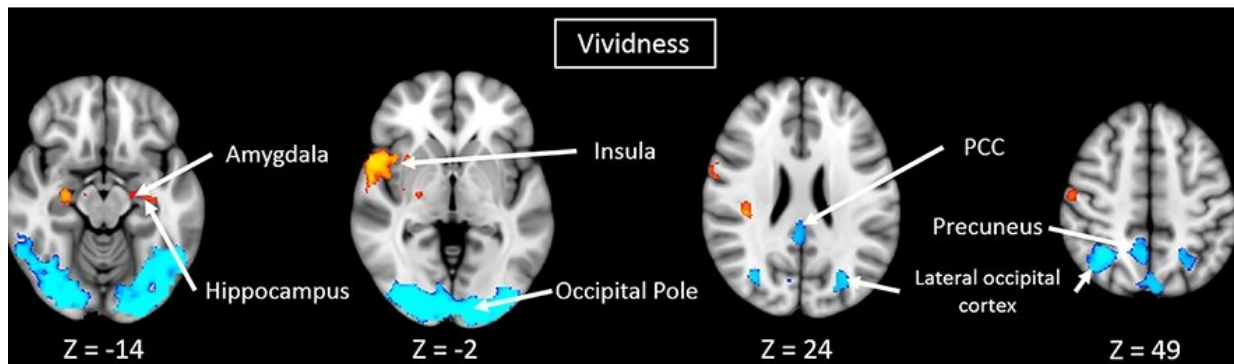 Vividness
Amygdala
Hippocampus
Insula
Occipital Pole
PCC
Precuneus
Lateral occipital
cortex
Z = -14
Z = -2
Z = 24
Z = 49